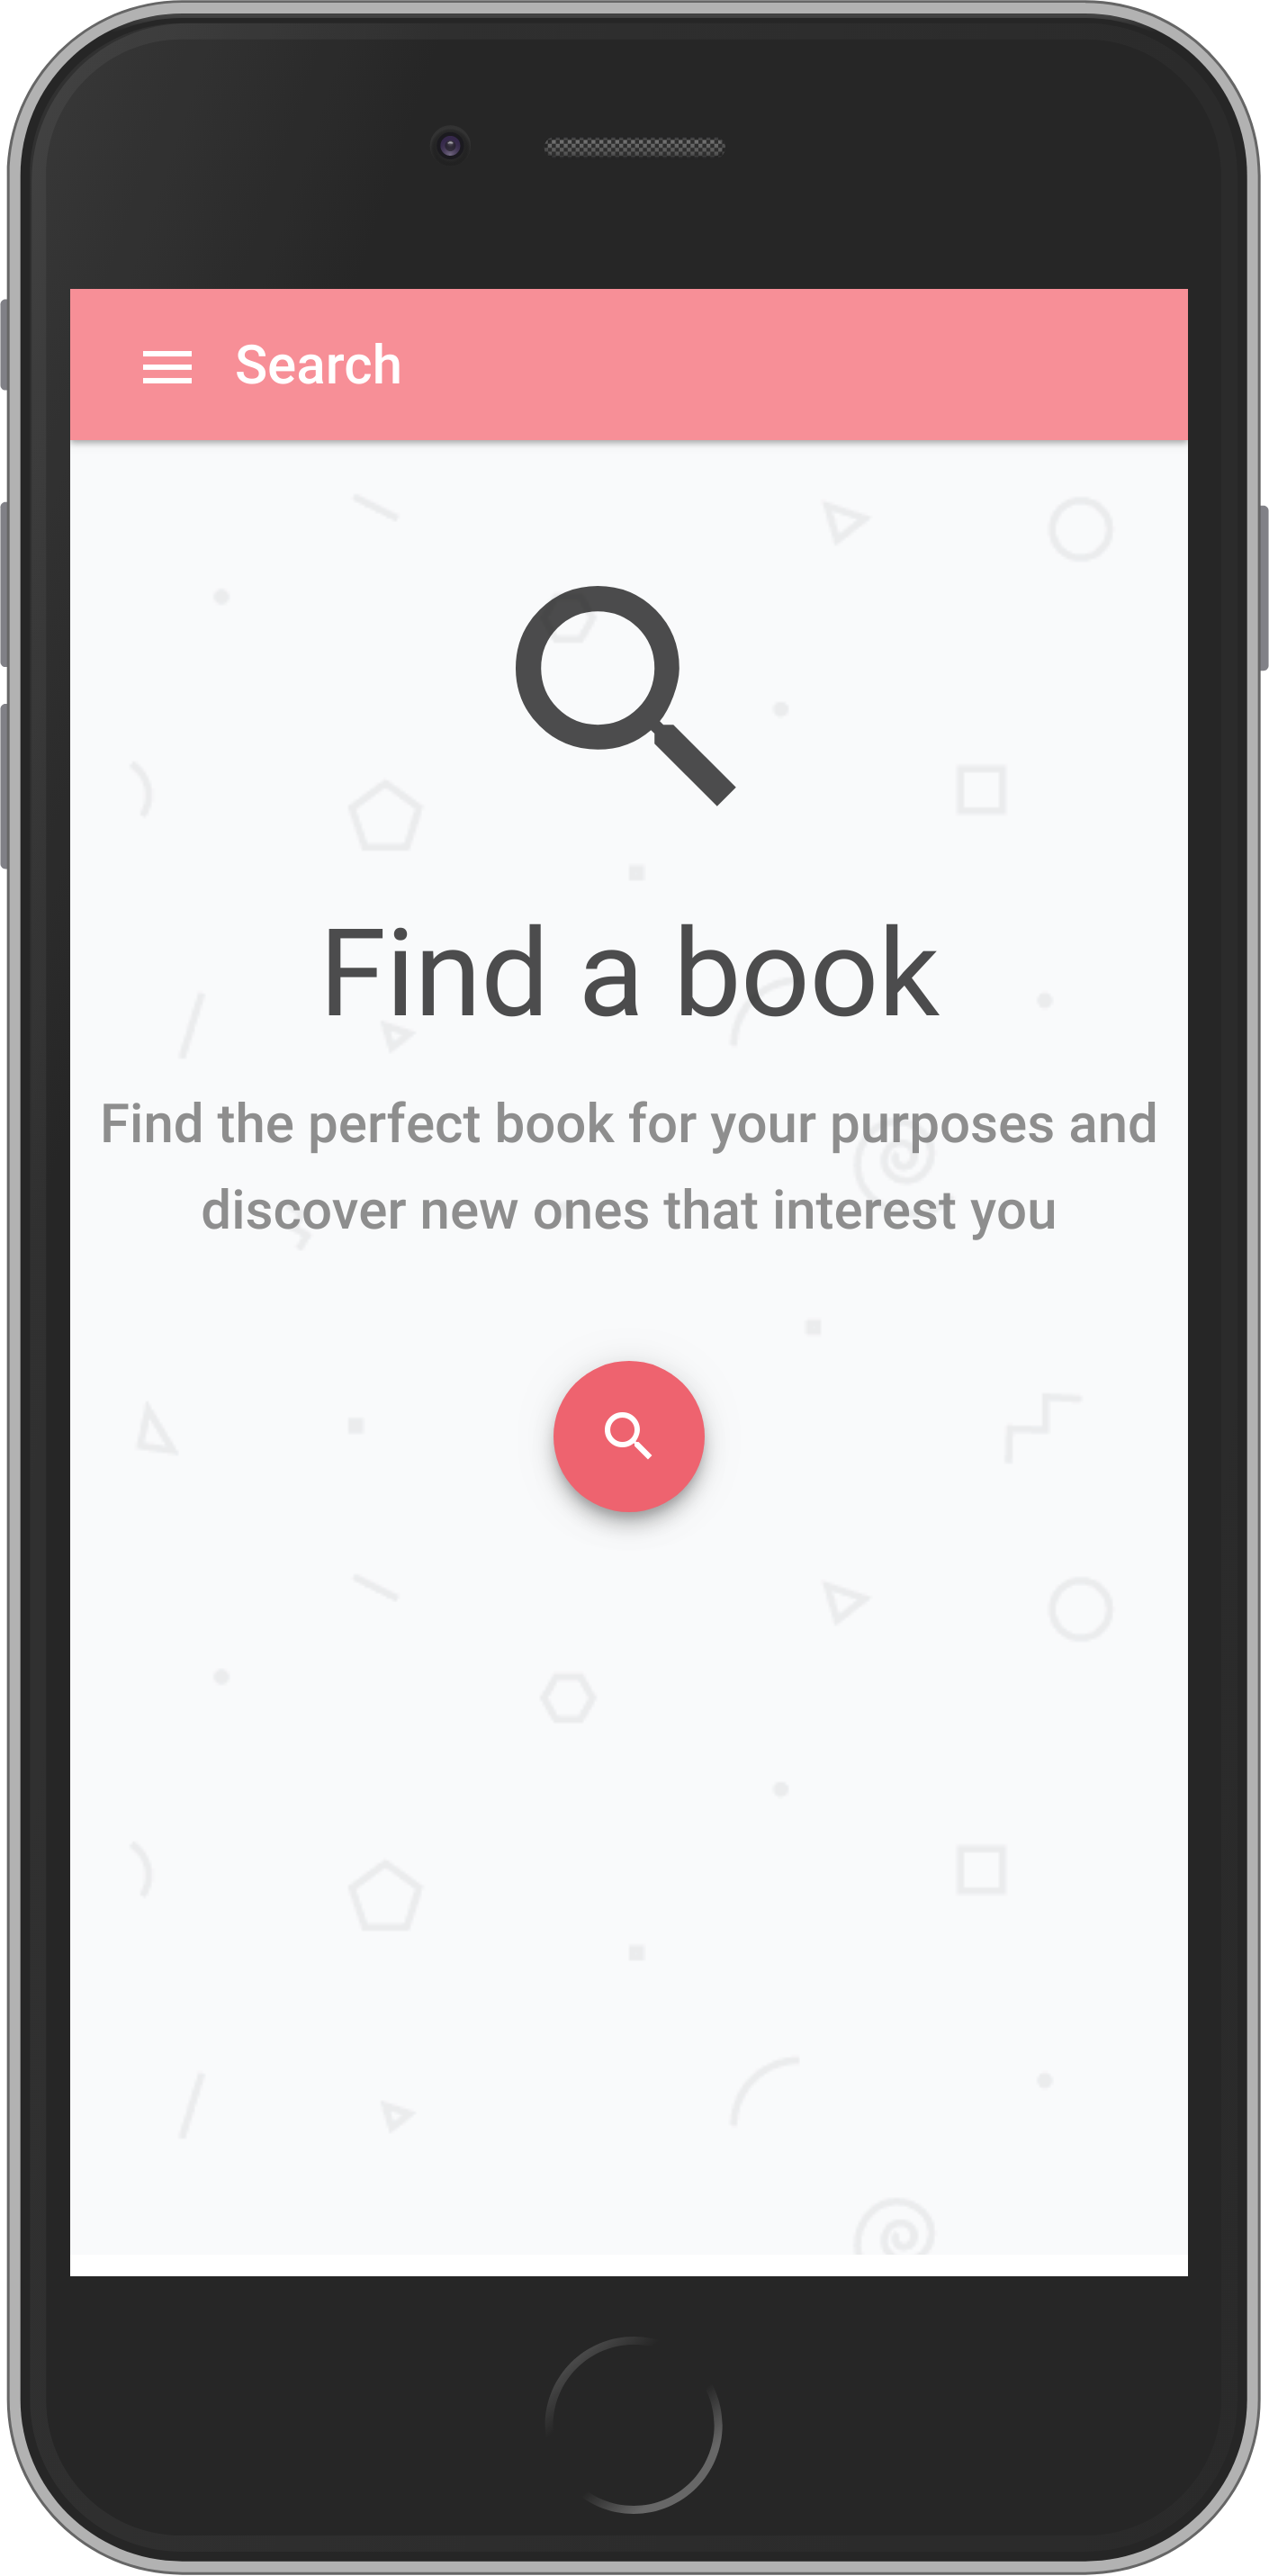 Search
Find a book
Find the perfect book for your purposes and
discover new ones that interest you